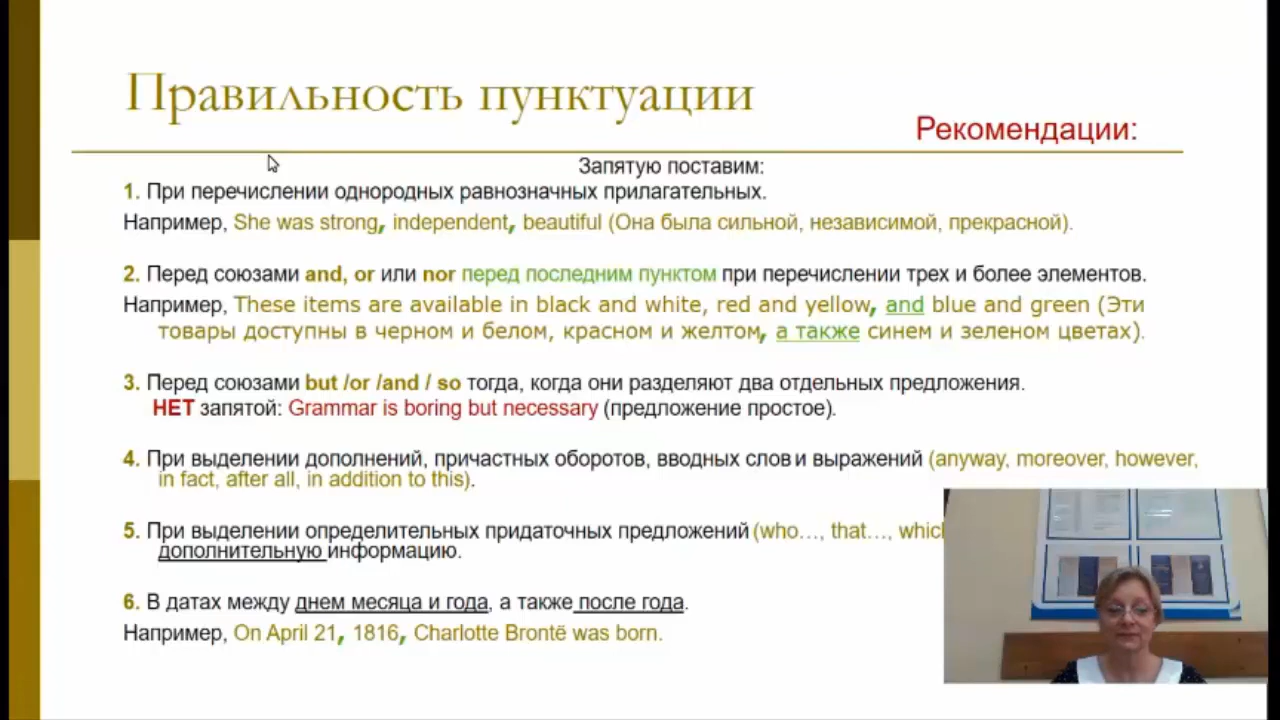 Правильность пунктуации
Рекомендации:
Запятую поставим:
1. При перечислении однородных равнозначных прилагательных.
Например, She was strong, independent, beautiful (Она была сильной, независимой, прекрасной).
2. Перед союзами and, or или nor перед последним пунктом при перечислении трех и более элементов.
Например, These items are available in black and white, red and yellow, and blue and green (Эти
товары доступны в черном и белом, красном и желтом, а также синем и зеленом цветах).
3. Перед союзами but /or /and / so тогда, когда они разделяют два отдельных предложения.
НЕТ запятой: Grammar is boring but necessary (предложение простое).
4. При выделении дополнений, причастных оборотов, вводных слов и выражений (anyway, moreover, however,
in fact, after all, in addition to this).
5. При выделении определительных придаточных предложений (who…, that…,
дополнительную информацию.
6. В датах между днем месяца и года, а также после года.
Например, On April 21, 1816, Charlotte Brontë was born.